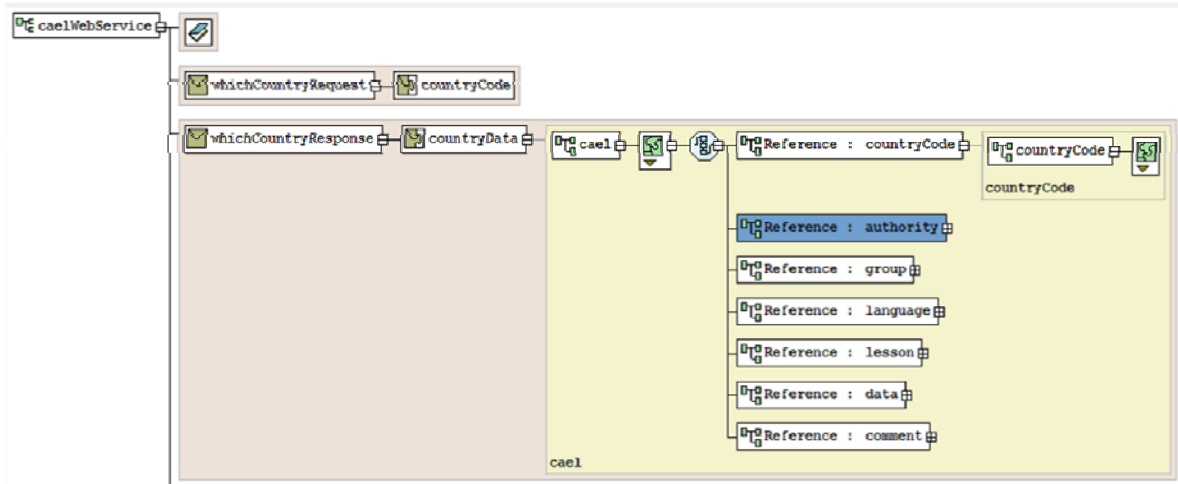 caelWebService
whichCountryRequest countryCode
whichCountryResponse countryData cael Reference : countryCode countryCode
countryCode
Reference : authority
Reference : group
Reference : language
Reference : lesson
Reference : data
Reference : comment
cael